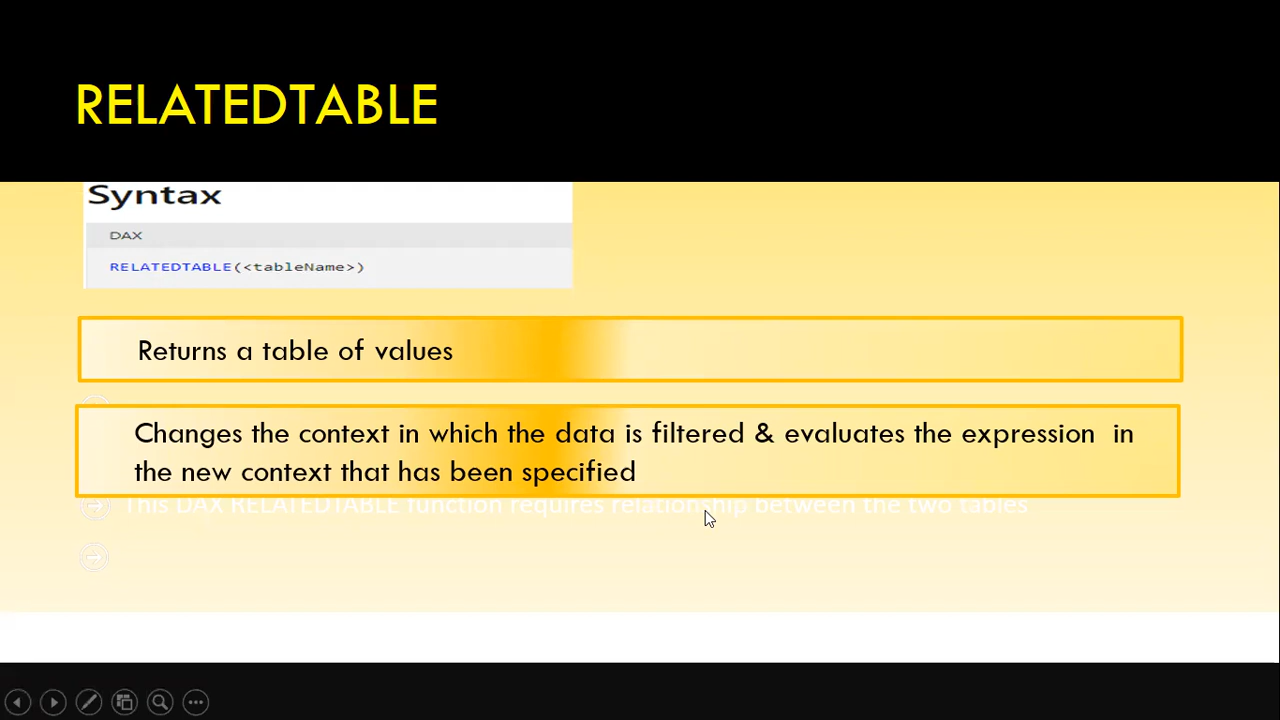 RELATEDTABLE
Syntax
DAX
RELATEDTABLE(<tableName>)
Returns a table of values
Changes the context in which the data is filtered & evaluates the expression in
the new context that has been specified
This DAX RELATEDTABLE function requires relationship between the two tables